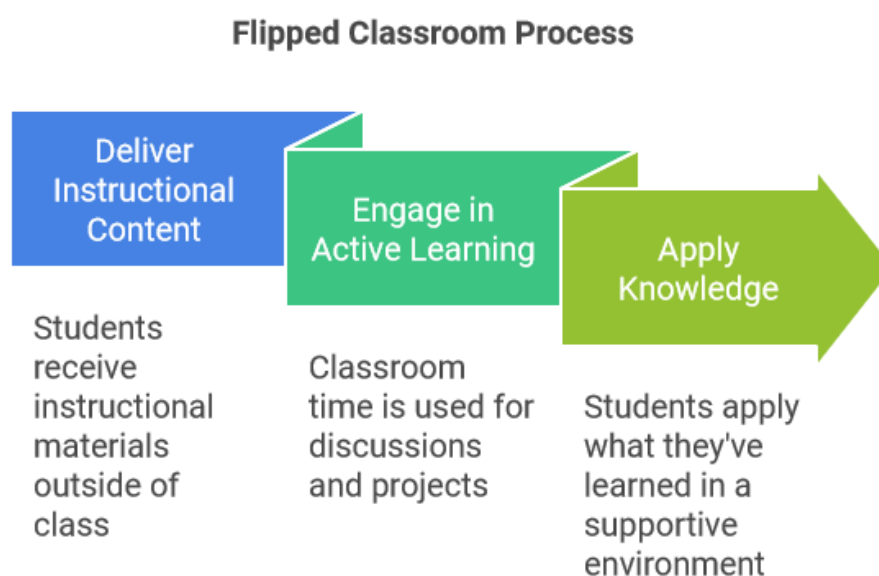 Flipped Classroom Process
Deliver
Instructional
Content
Engage in
Active Learning
Apply
Knowledge
Students
receive
instructional
materials
outside of
class
Classroom
time is used for
discussions
and projects
Students apply
what they've
learned in a
supportive
environment